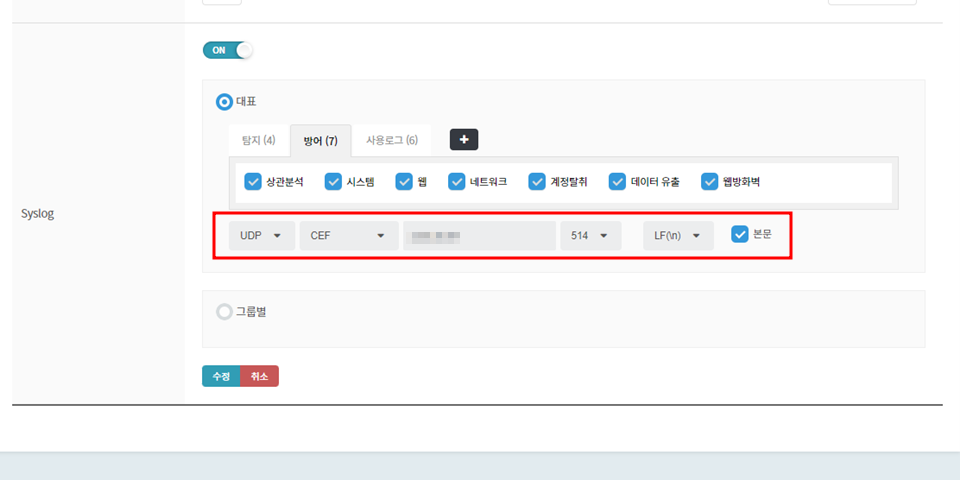 ON
대표
탐지 (4) 방어 (7) 사용로그 (6) +
상관분석 시스템 웹 네트워크 계정탈취 데이터 유출 웹방화벽
Syslog
UDP CEF 514 LF(\n) 본문
그룹별
수정 취소